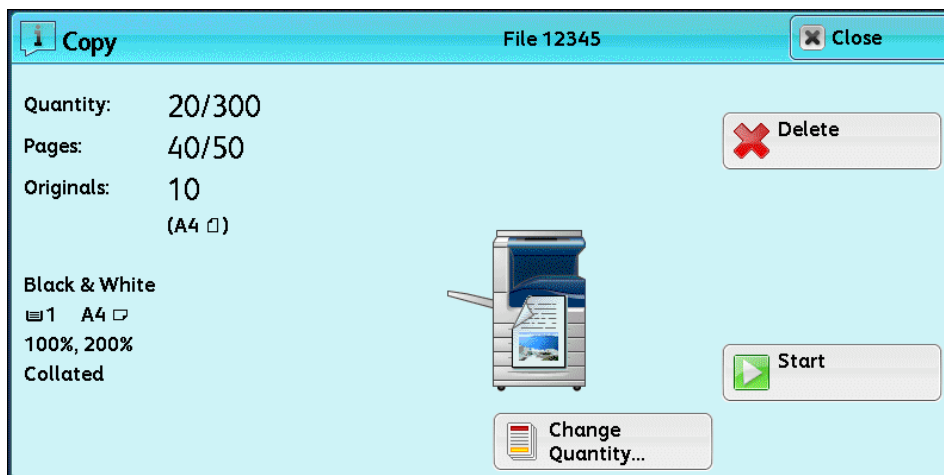 Copy File 12345 Close
Quantity: 20/300
Pages: 40/50
Originals: 10
(A4)
Delete
Black & White
1 A4
100%, 200%
Collated
Start
Change
Quantity...